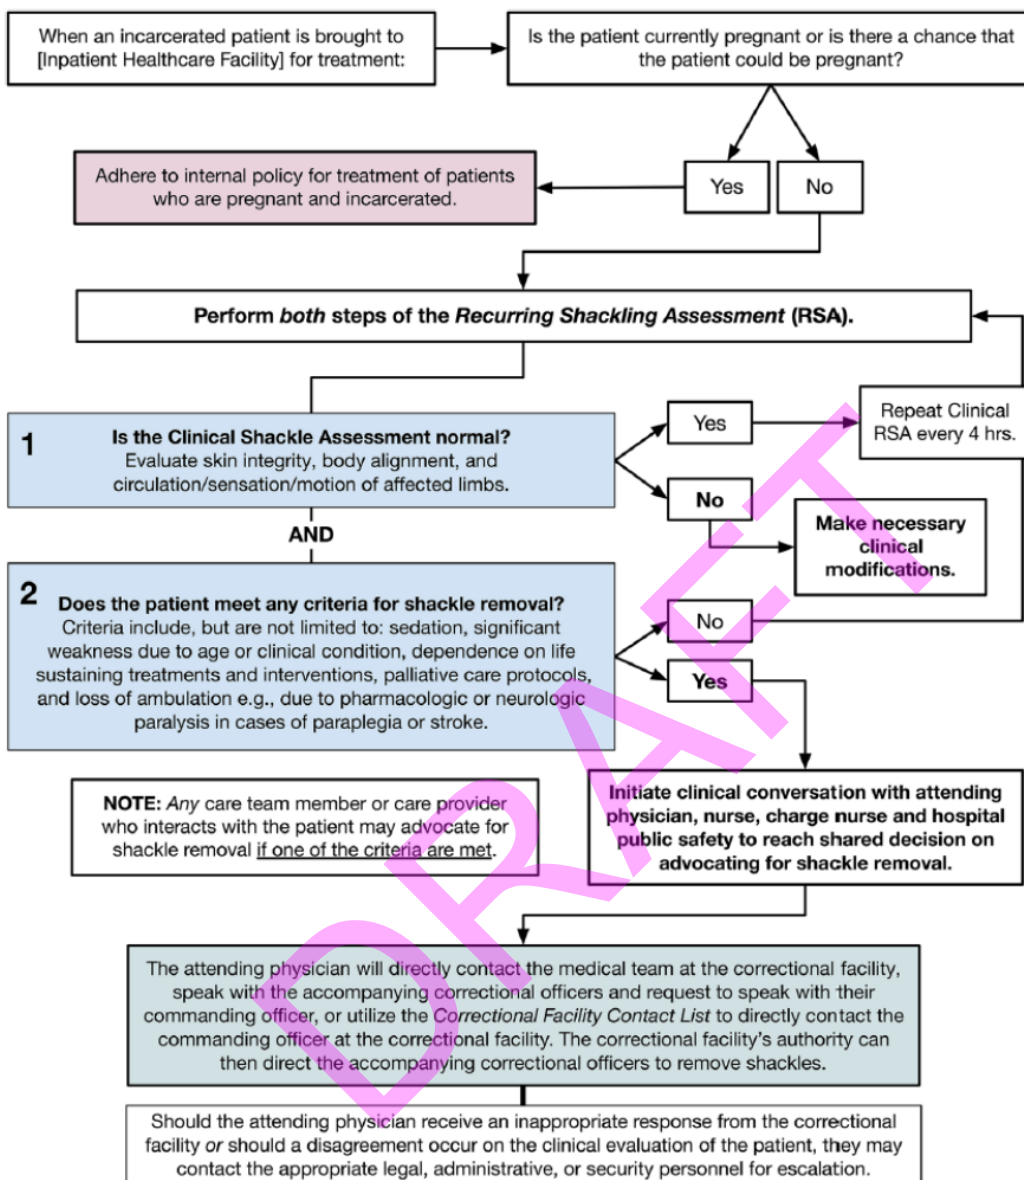 When an incarcerated patient is brought to
[Inpatient Healthcare Facility] for treatment:
Is the patient currently pregnant or is there a chance that
the patient could be pregnant?
Yes
No
Adhere to internal policy for treatment of patients
who are pregnant and incarcerated.
Perform both steps of the Recurring Shackling Assessment (RSA).
1
Is the Clinical Shackle Assessment normal?
Evaluate skin integrity, body alignment, and
circulation/sensation/motion of affected limbs.
Yes
Repeat Clinical
RSA every 4 hrs.
No
Make necessary
clinical
modifications.
AND
2
Does the patient meet any criteria for shackle removal?
Criteria include, but are not limited to: sedation, significant
weakness due to age or clinical condition, dependence on life
sustaining treatments and interventions, palliative care protocols,
and loss of ambulation e.g., due to pharmacologic or neurologic
paralysis in cases of paraplegia or stroke.
No
Yes
NOTE: Any care team member or care provider
who interacts with the patient may advocate for
shackle removal if one of the criteria are met.
Initiate clinical conversation with attending
physician, nurse, charge nurse and hospital
public safety to reach shared decision on
advocating for shackle removal.
The attending physician will directly contact the medical team at the correctional facility,
speak with the accompanying correctional officers and request to speak with their
commanding officer, or utilize the Correctional Facility Contact List to directly contact the
commanding officer at the correctional facility. The correctional facility's authority can
then direct the accompanying correctional officers to remove shackles.
Should the attending physician receive an inappropriate response from the correctional
facility or should a disagreement occur on the clinical evaluation of the patient, they may
contact the appropriate legal, administrative, or security personnel for escalation.
DRAFT